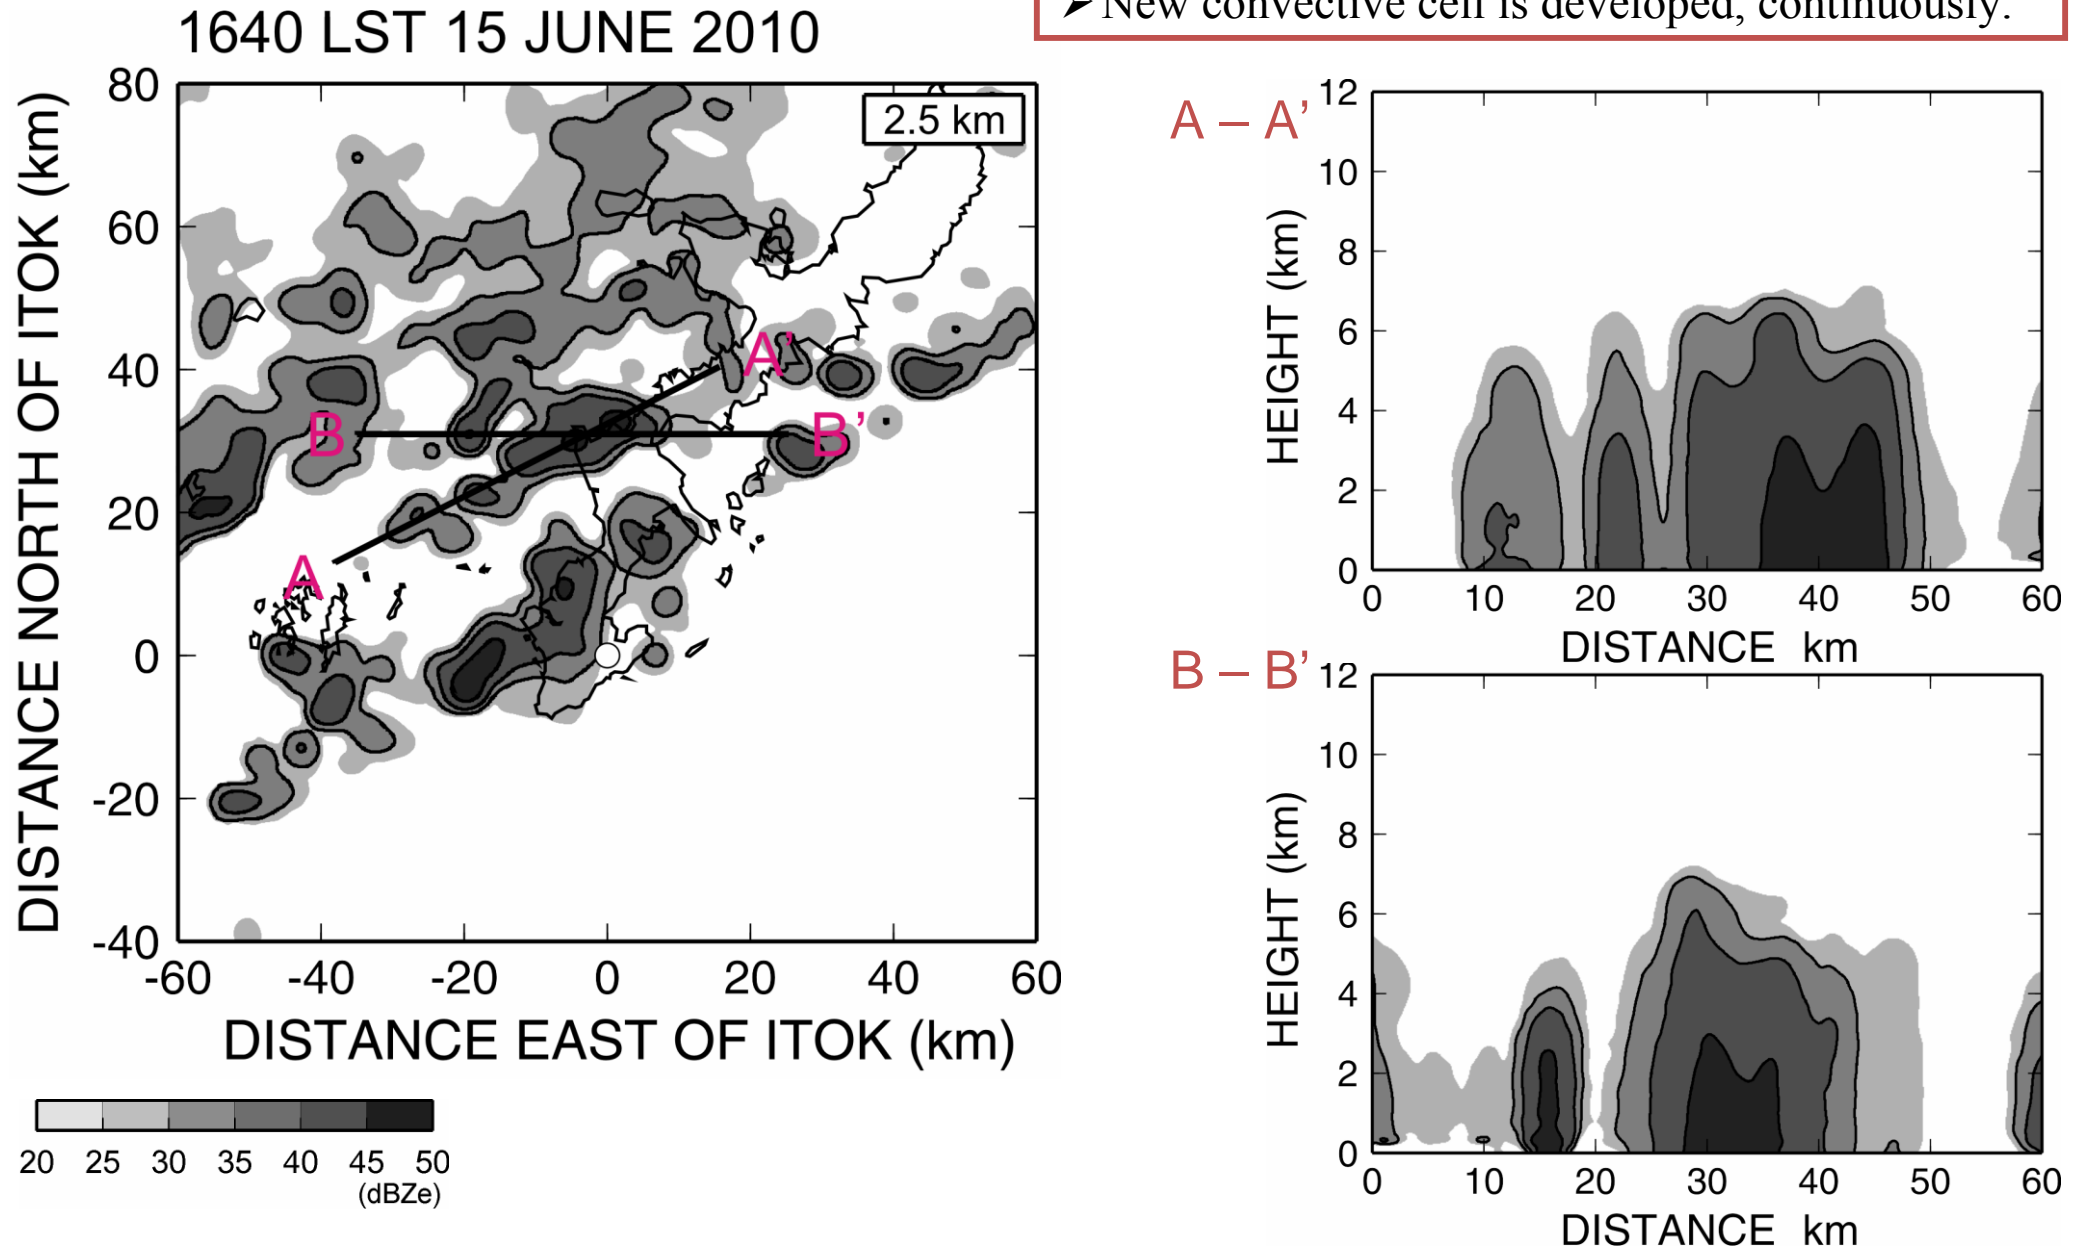 ➢ New convective cell is developed, continuously.
1640 LST 15 JUNE 2010
2.5 km
DISTANCE NORTH OF ITOK (km)
80
60
40
20
0
-20
-40
-60 -40 -20 0 20 40 60
DISTANCE EAST OF ITOK (km)
A
A’
B
B’
20 25 30 35 40 45 50
(dBZe)
A – A’
HEIGHT (km)
12
10
8
6
4
2
0
0 10 20 30 40 50 60
DISTANCE km
B – B’
HEIGHT (km)
12
10
8
6
4
2
0
0 10 20 30 40 50 60
DISTANCE km